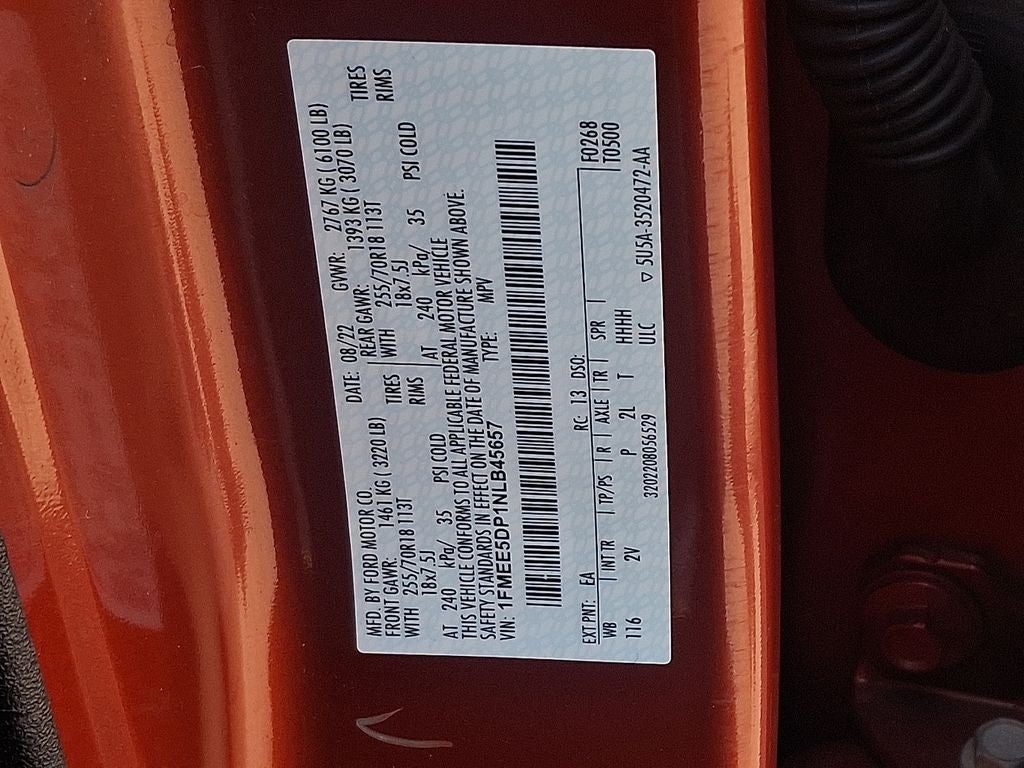 MFD. BY FORD MOTOR CO.
DATE: 08/22 GVWR: 2767 KG ( 6100 LB)
FRONT GAWR: 1461 KG ( 3220 LB) REAR GAWR: 1393 KG ( 3070 LB)
WITH 255/70R18 113T TIRES WITH 255/70R18 113T TIRES
18x7.5J RIMS 18x7.5J RIMS
AT 240 kPa/ 35 PSI COLD AT 240 kPa/ 35 PSI COLD
THIS VEHICLE CONFORMS TO ALL APPLICABLE FEDERAL MOTOR VEHICLE
SAFETY STANDARDS IN EFFECT ON THE DATE OF MANUFACTURE SHOWN ABOVE.
VIN: 1FMEE5DP1NLB45657 TYPE: MPV
EXT PNT: EA RC: 13 DSO: F0268
WB INT TR TP/PS R AXLE TR SPR T0500
116 2V P 2L T HHHH
3202208056529 ULC ▽ 5U5A-3520472-AA